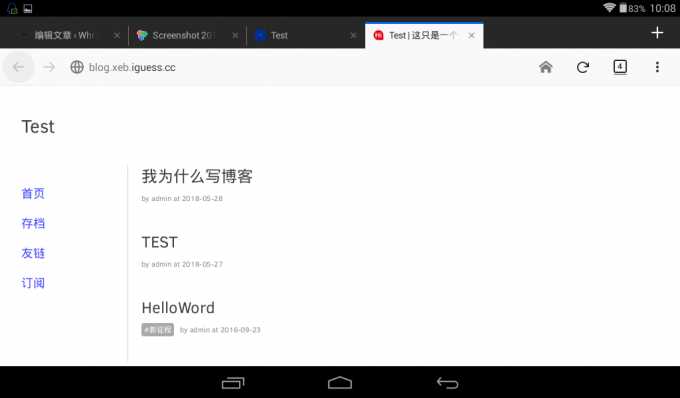 83% 10:08
编辑文章 ‹ Wh
Screenshot 20
Test
Test | 这只是一个
blog.xeb.iguess.cc
4
Test
首页
存档
友链
订阅
我为什么写博客
by admin at 2018-05-28
TEST
by admin at 2018-05-27
HelloWord
#新征程 by admin at 2016-09-23